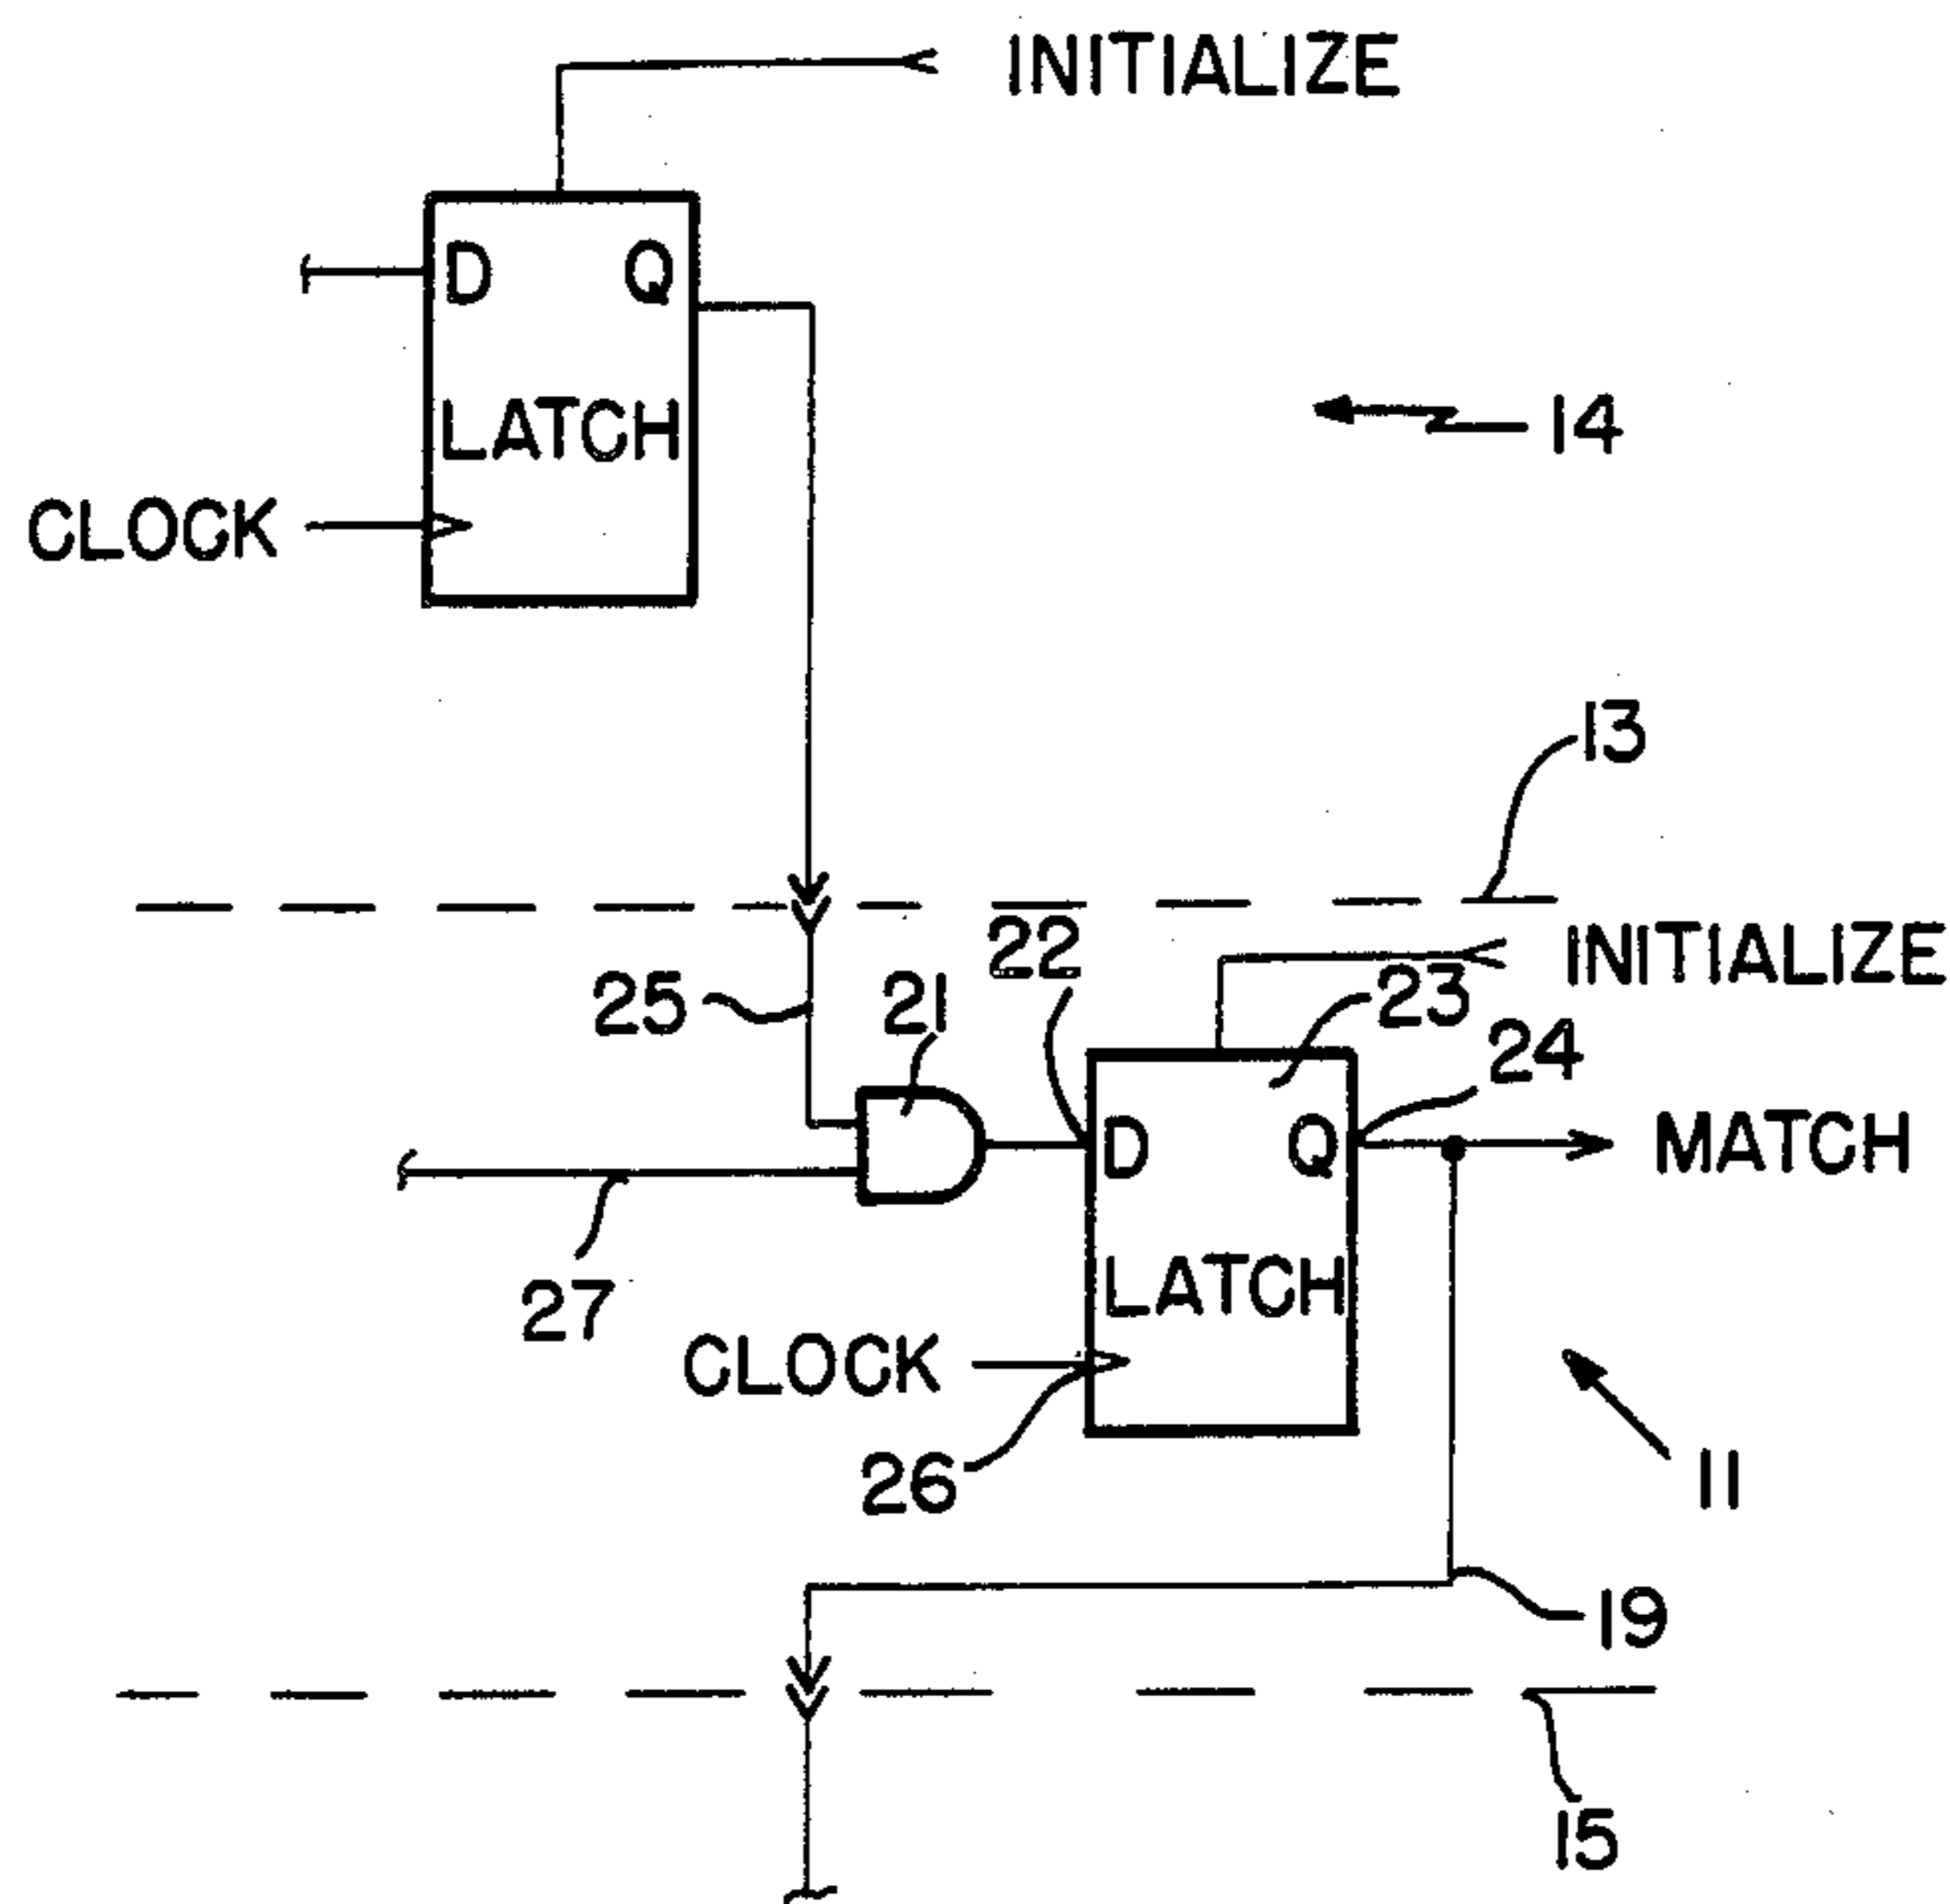 INITIALIZE
D Q
LATCH
14
CLOCK
13
22
INITIALIZE
25
21
23
24
D Q
MATCH
27
LATCH
CLOCK
26
11
19
15